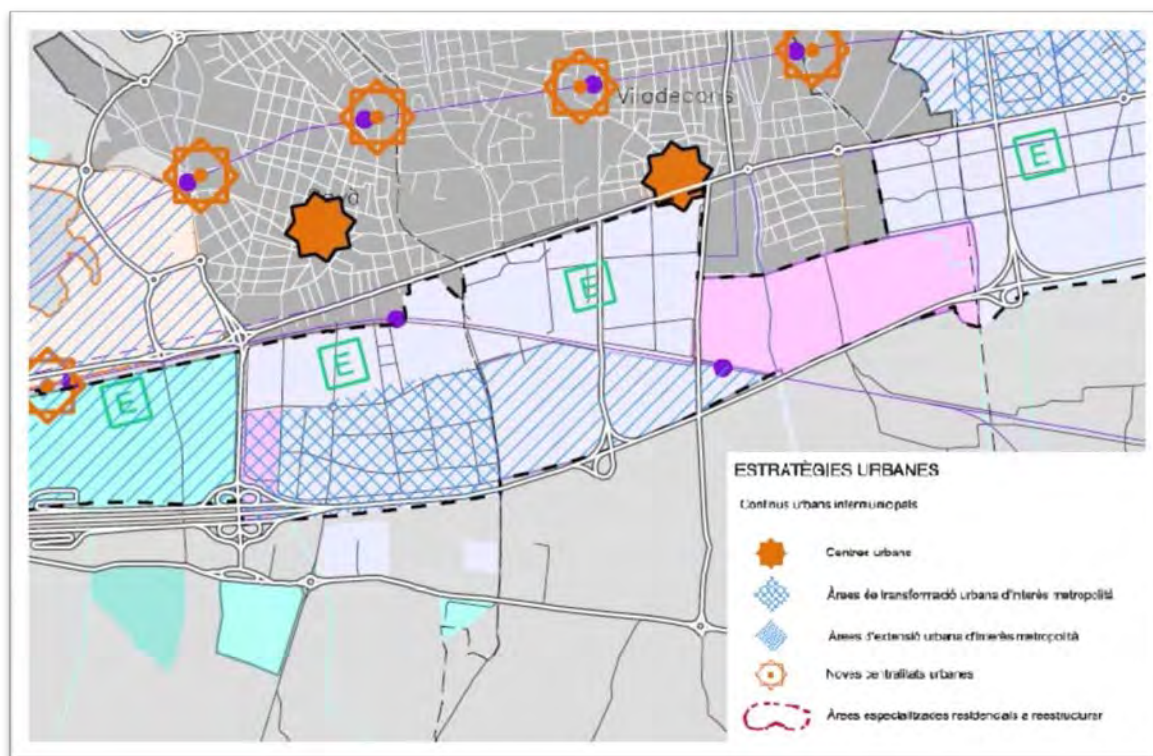 Viladecans
E
E
E
E
ESTRATÈGIES URBANES
Continus urbans intermunicipals
Centres urbans
Àrees de transformació urbana d'interès metropolità
Àrees d'extensió urbana d'interès metropolità
Noves centralitats urbanes
Àrees especialitzades residencials a reestructurar